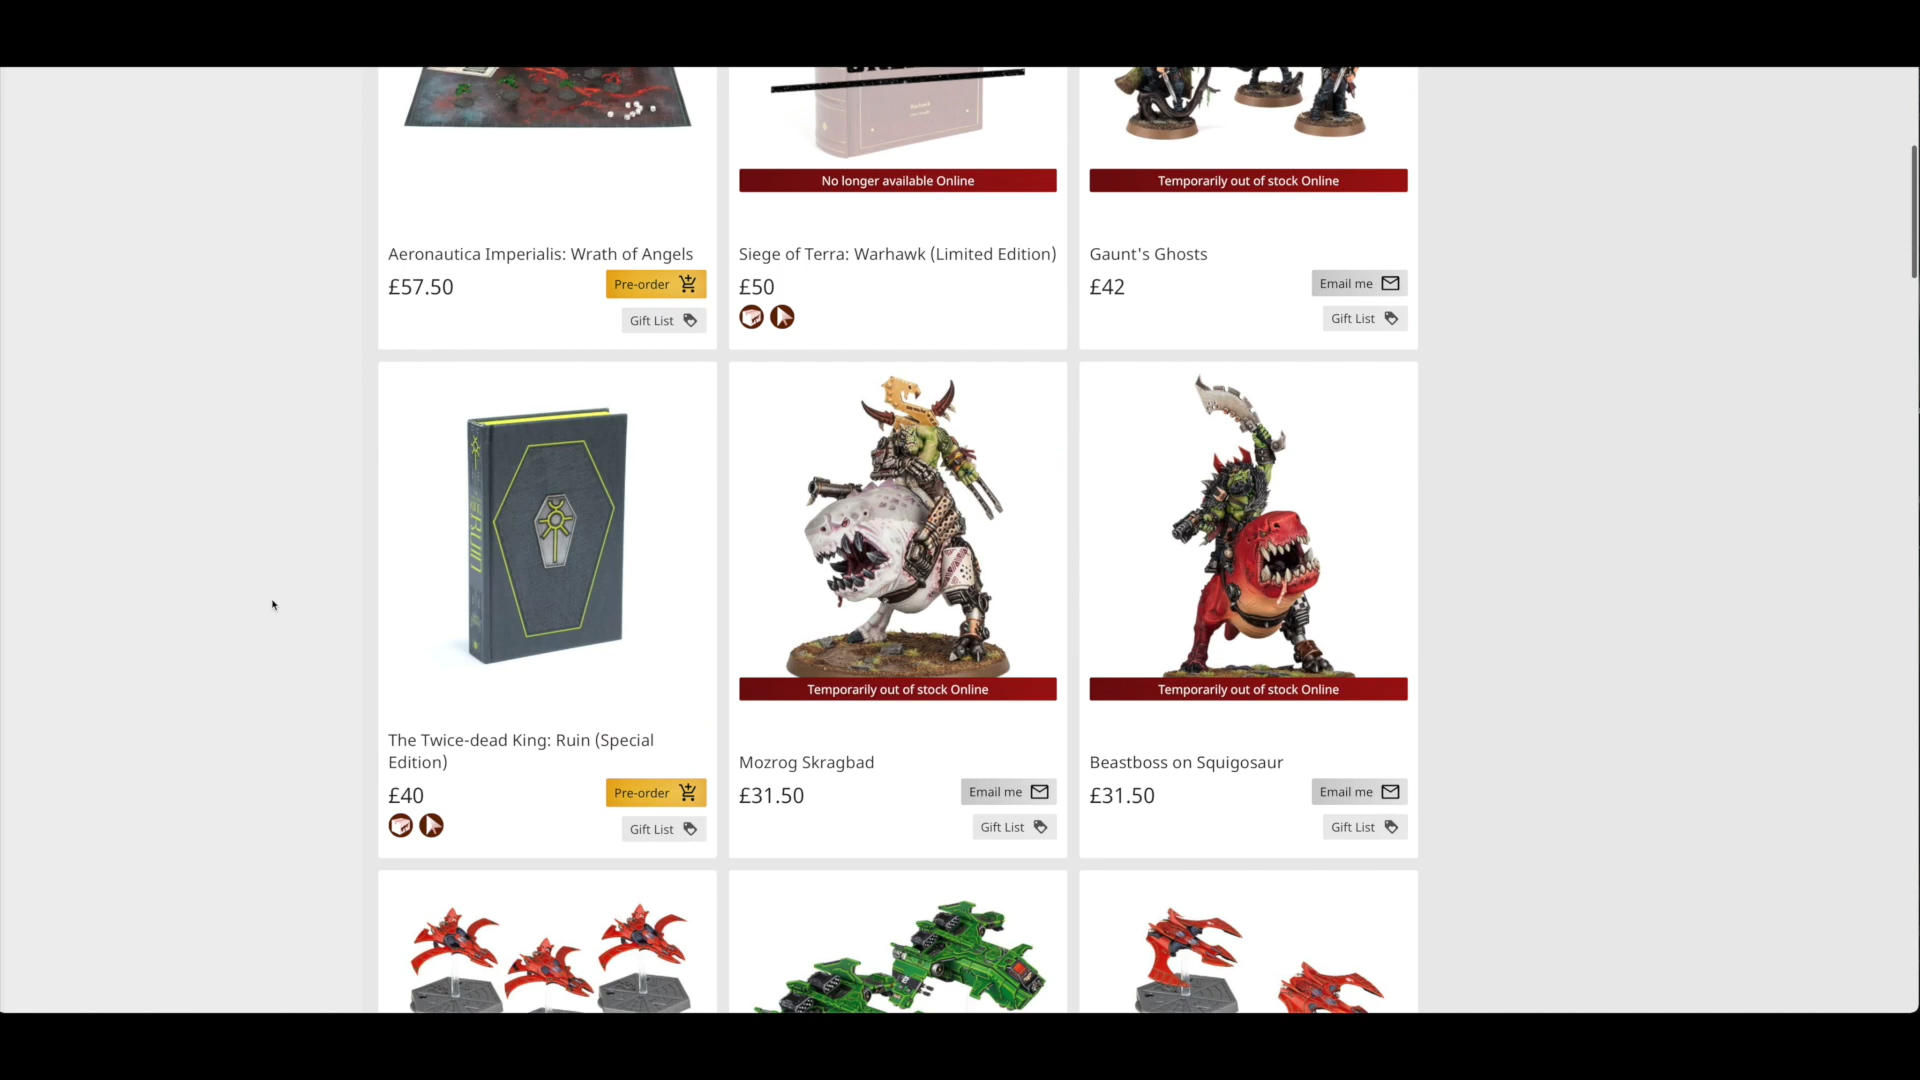 No longer available Online
Temporarily out of stock Online
Aeronautica Imperialis: Wrath of Angels
£57.50
Pre-order
Gift List
Siege of Terra: Warhawk (Limited Edition)
£50
Gaunt's Ghosts
£42
Email me
Gift List
RUIN
Temporarily out of stock Online
Temporarily out of stock Online
The Twice-dead King: Ruin (Special
Edition)
£40
Pre-order
Gift List
Mozrog Skragbad
£31.50
Email me
Gift List
Beastboss on Squigosaur
£31.50
Email me
Gift List